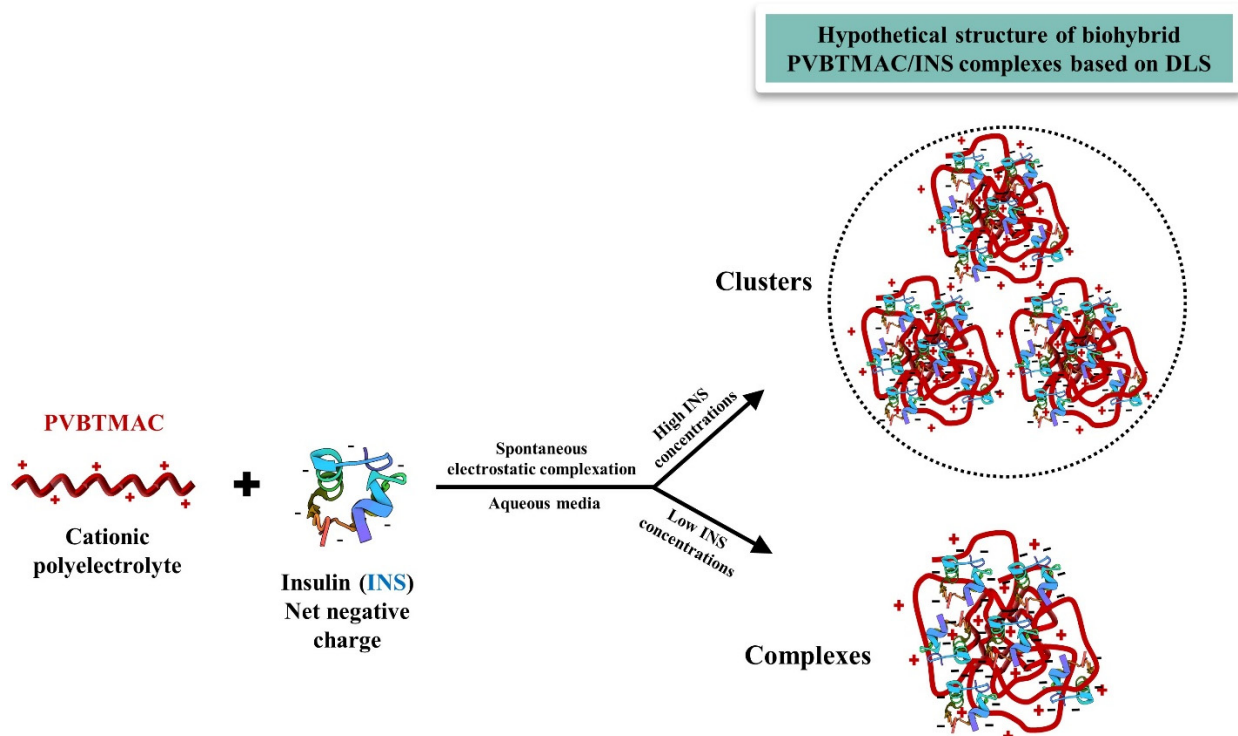 Hypothetical structure of biohybrid
PVBTMAC/INS complexes based on DLS
Clusters
PVBTMAC
Cationic
polyelectrolyte
Insulin (INS)
Net negative
charge
Spontaneous
electrostatic complexation
Aqueous media
High INS
concentrations
Low INS
concentrations
Complexes